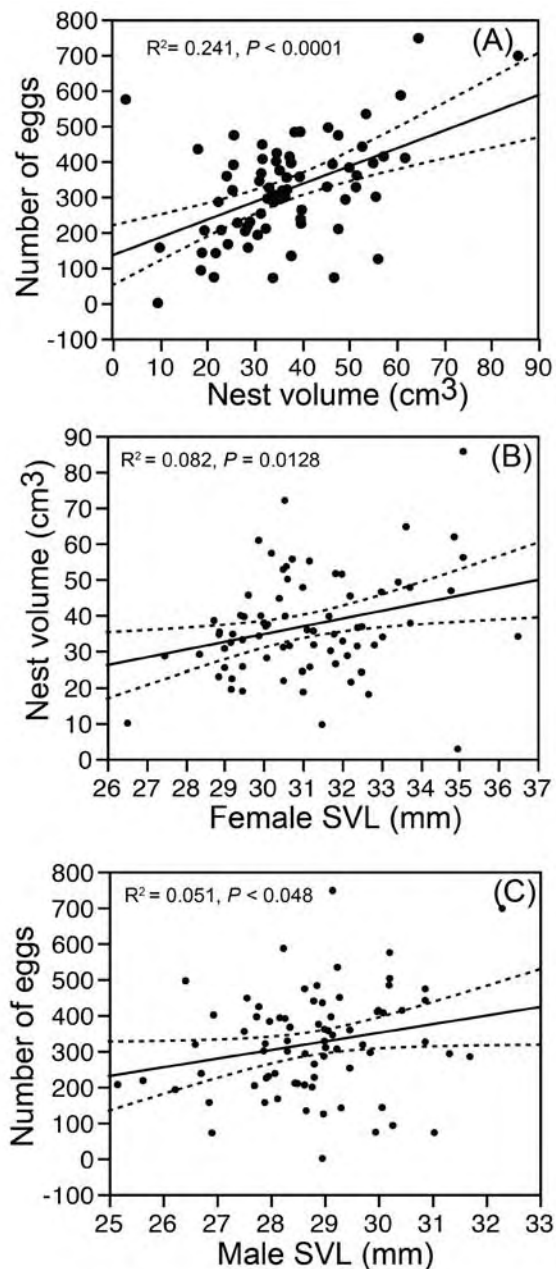 800
700
600
500
400
300
200
100
0
-100
Number of eggs
R²= 0.241, P < 0.0001
(A)
0 10 20 30 40 50 60 70 80 90
Nest volume (cm³)
90
80
70
60
50
40
30
20
10
0
Nest volume (cm³)
R² = 0.082, P = 0.0128
(B)
26 27 28 29 30 31 32 33 34 35 36 37
Female SVL (mm)
800
700
600
500
400
300
200
100
0
-100
Number of eggs
R² = 0.051, P < 0.048
(C)
25 26 27 28 29 30 31 32 33
Male SVL (mm)